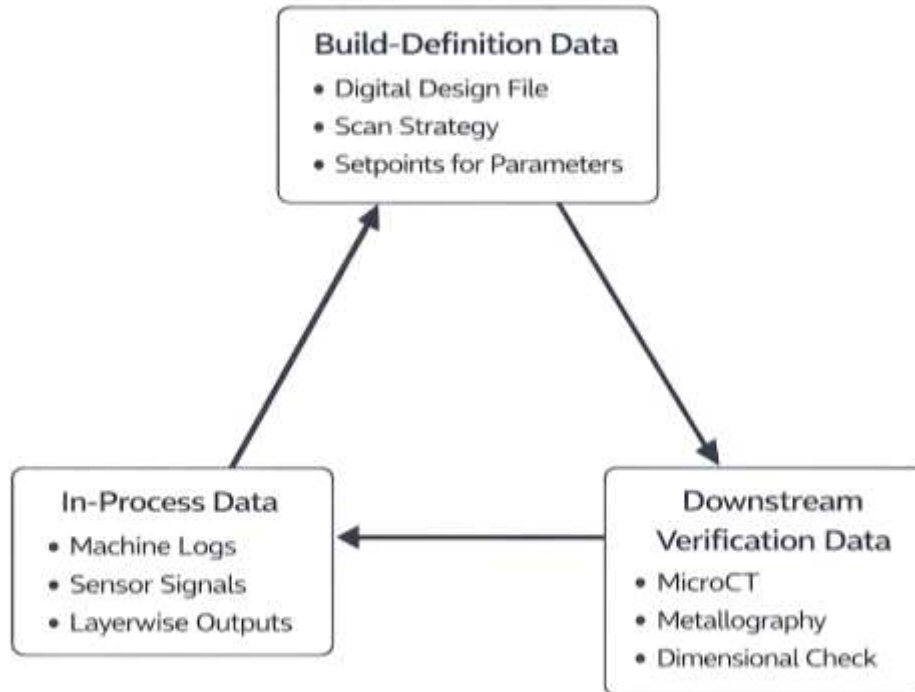 Build-Definition Data
• Digital Design File
• Scan Strategy
• Setpoints for Parameters
In-Process Data
• Machine Logs
• Sensor Signals
• Layerwise Outputs
Downstream
Verification Data
• MicroCT
• Metallography
• Dimensional Check